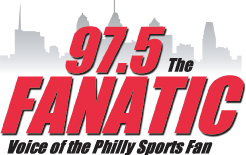 97.5 The
FANATIC
Voice of the Philly Sports Fan